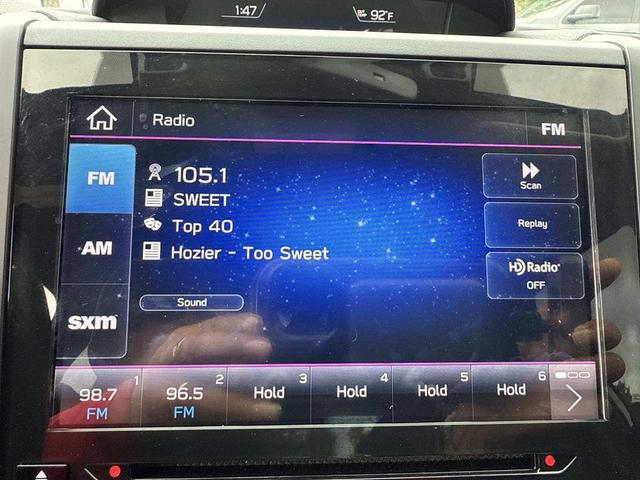 1:47
92°F
Radio
FM
FM
105.1
SWEET
Top 40
Hozier - Too Sweet
Scan
Replay
AM
HD Radio
OFF
Sound
sxm
1 2 3 4 5 6
98.7 96.5 Hold Hold Hold Hold
FM FM